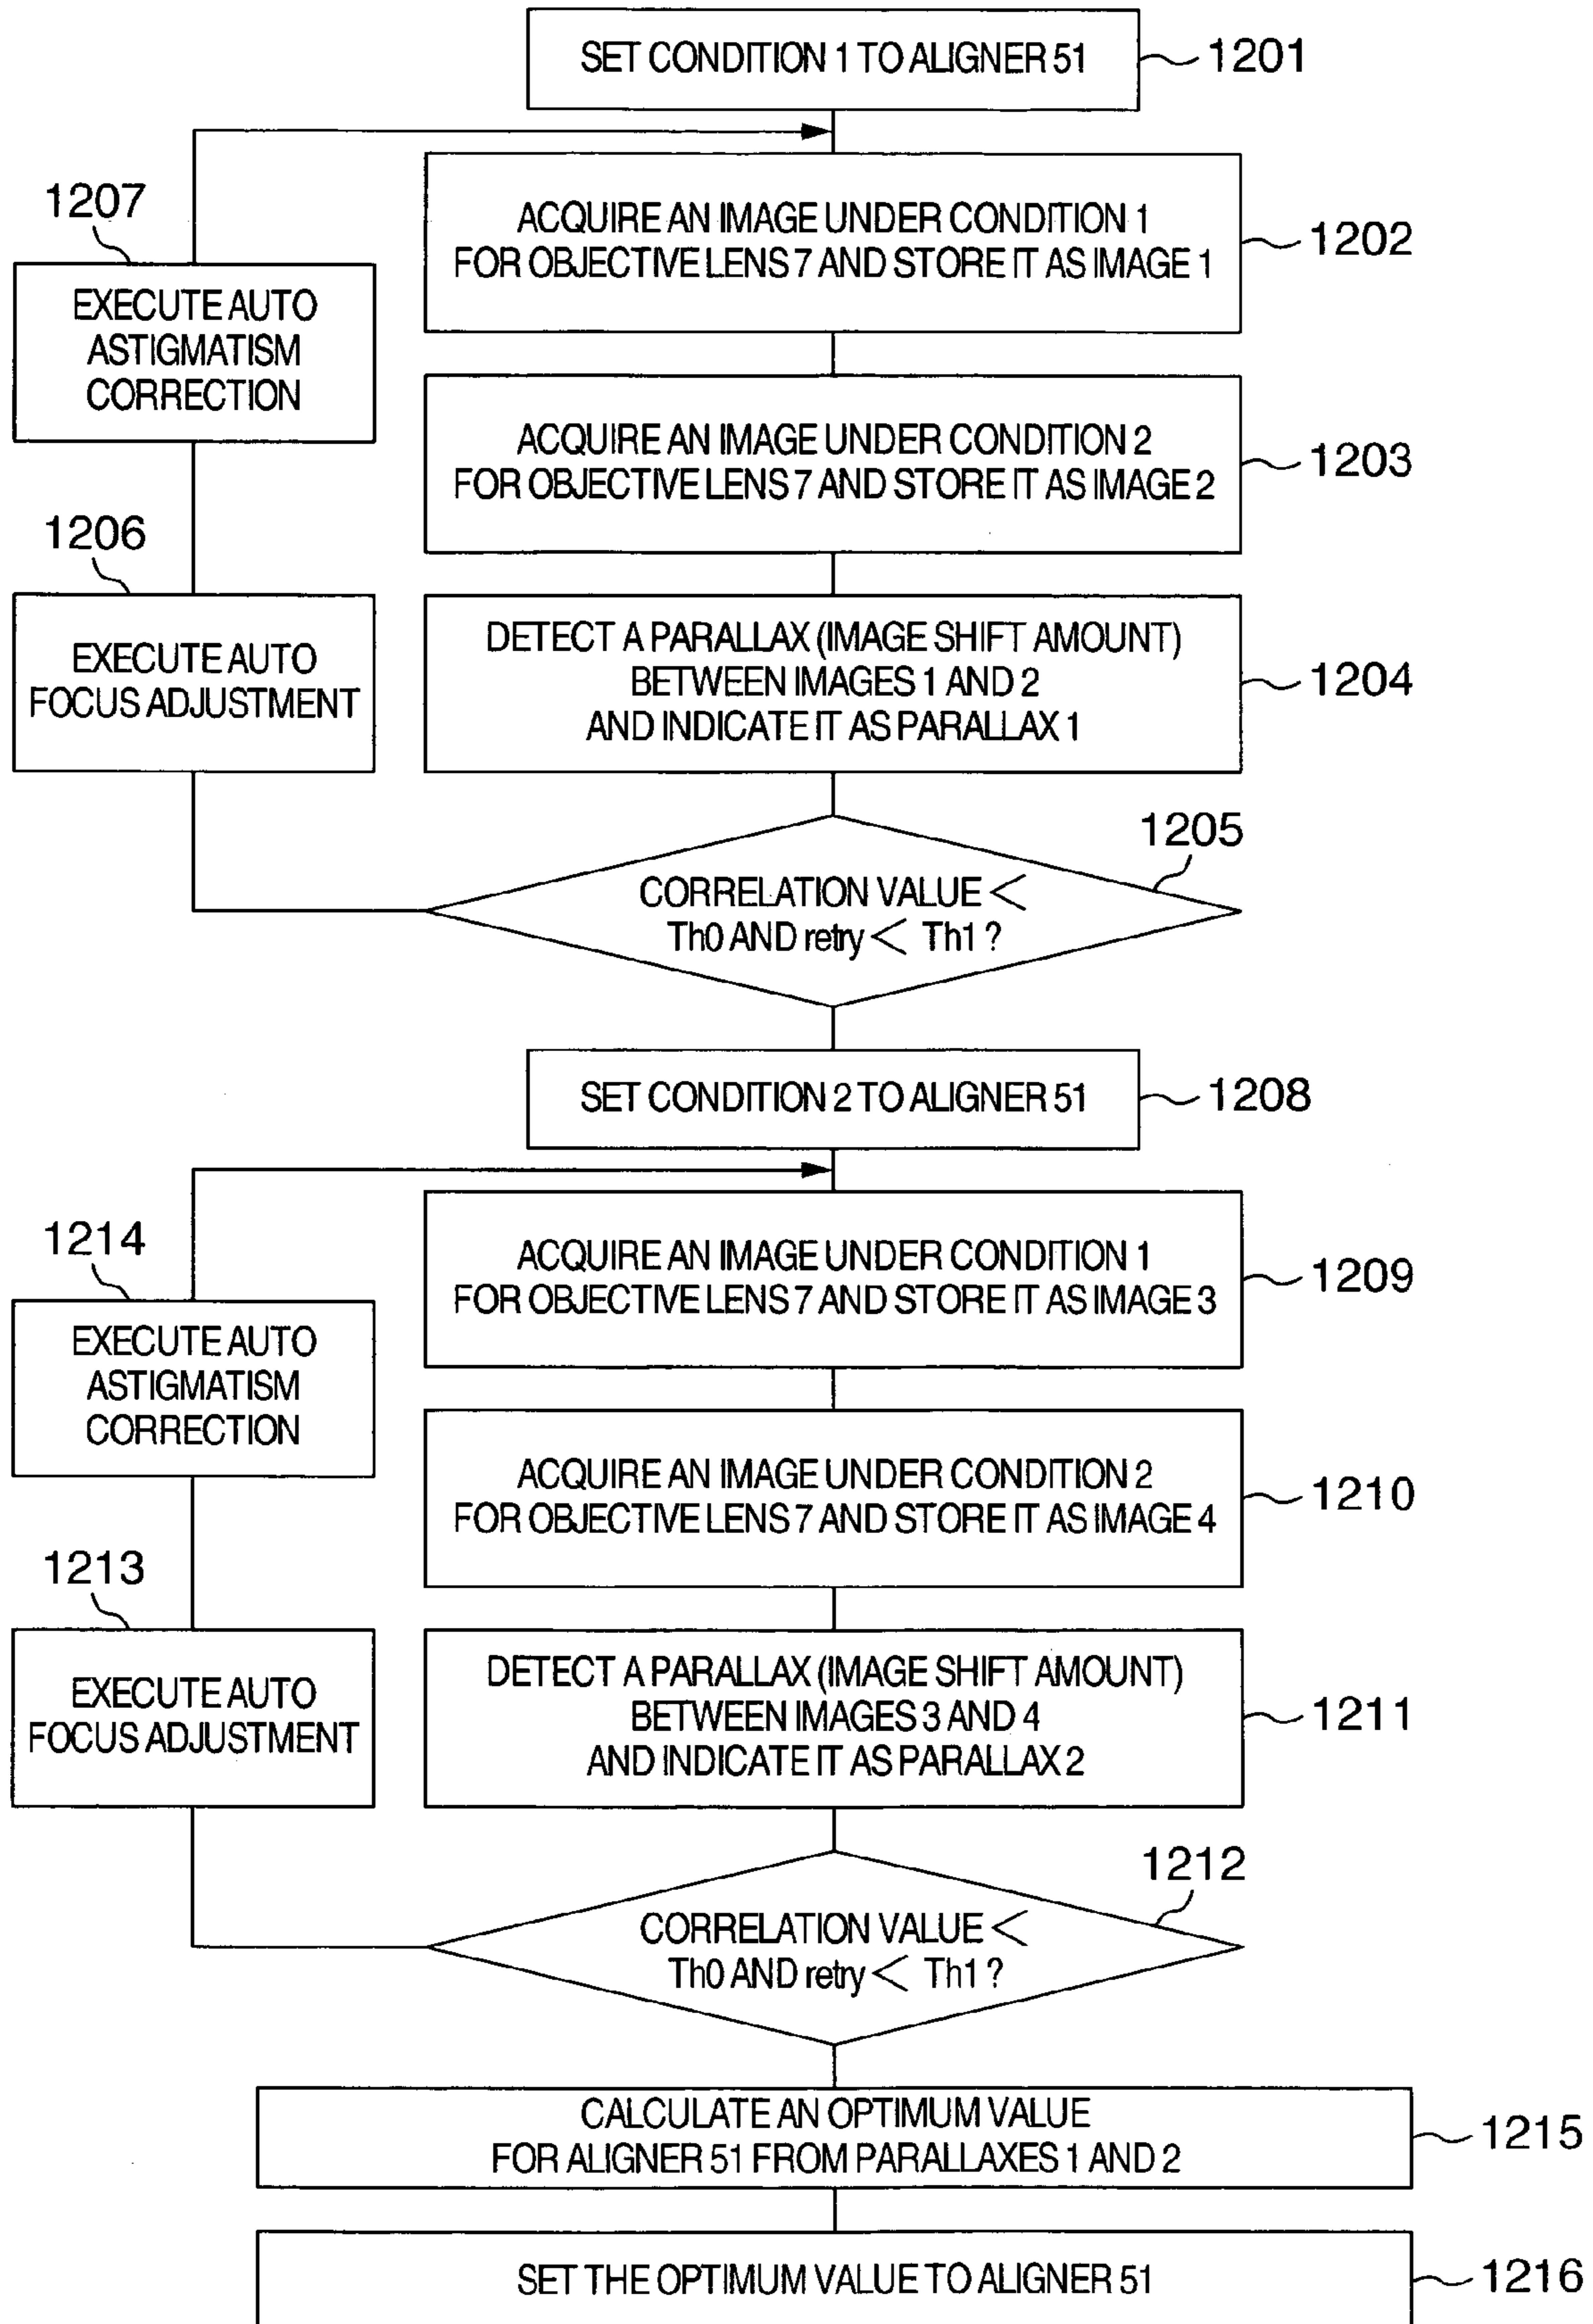 SET CONDITION 1 TO ALIGNER 51
1201
ACQUIRE AN IMAGE UNDER CONDITION 1
FOR OBJECTIVE LENS 7 AND STORE IT AS IMAGE 1
1202
1207
EXECUTE AUTO
ASTIGMATISM
CORRECTION
ACQUIRE AN IMAGE UNDER CONDITION 2
FOR OBJECTIVE LENS 7 AND STORE IT AS IMAGE 2
1203
1206
EXECUTE AUTO
FOCUS ADJUSTMENT
DETECT A PARALLAX (IMAGE SHIFT AMOUNT)
BETWEEN IMAGES 1 AND 2
AND INDICATE IT AS PARALLAX 1
1204
1205
CORRELATION VALUE <
Th0 AND retry < Th1 ?
SET CONDITION 2 TO ALIGNER 51
1208
ACQUIRE AN IMAGE UNDER CONDITION 1
FOR OBJECTIVE LENS 7 AND STORE IT AS IMAGE 3
1209
1214
EXECUTE AUTO
ASTIGMATISM
CORRECTION
ACQUIRE AN IMAGE UNDER CONDITION 2
FOR OBJECTIVE LENS 7 AND STORE IT AS IMAGE 4
1210
1213
EXECUTE AUTO
FOCUS ADJUSTMENT
DETECT A PARALLAX (IMAGE SHIFT AMOUNT)
BETWEEN IMAGES 3 AND 4
AND INDICATE IT AS PARALLAX 2
1211
1212
CORRELATION VALUE <
Th0 AND retry < Th1 ?
CALCULATE AN OPTIMUM VALUE
FOR ALIGNER 51 FROM PARALLAXES 1 AND 2
1215
SET THE OPTIMUM VALUE TO ALIGNER 51
1216